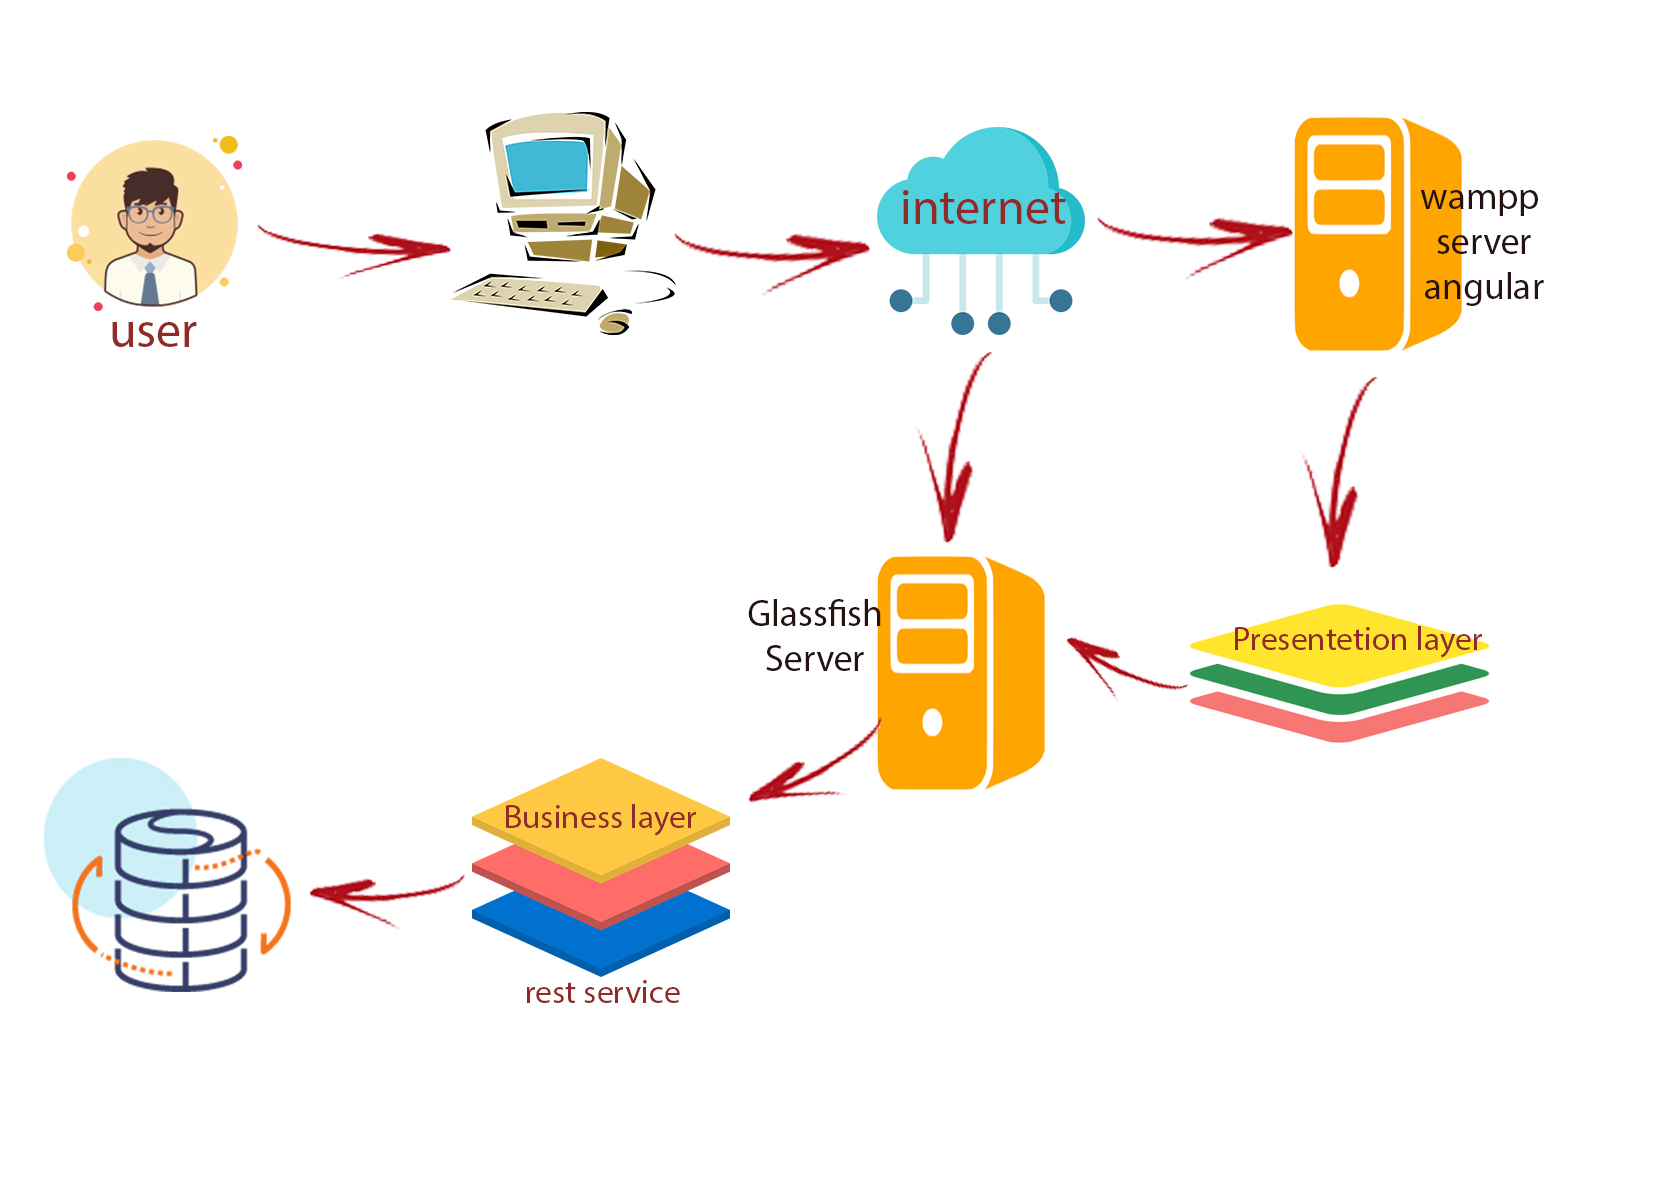 user
internet
wampp
server
angular
Glassfish
Server
Presentetion layer
Business layer
rest service